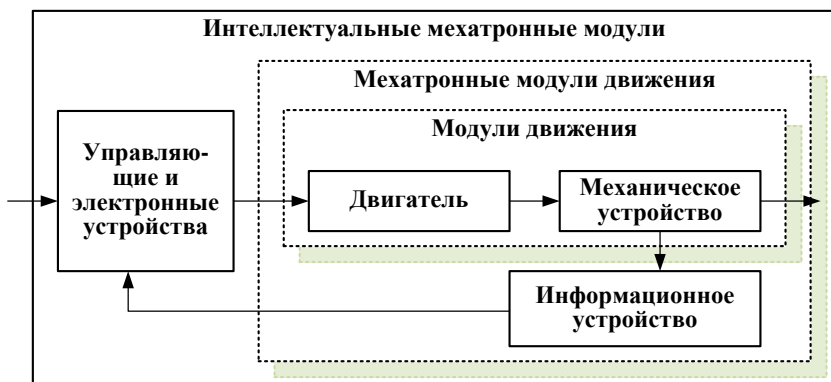 Интеллектуальные мехатронные модули
Мехатронные модули движения
Модули движения
Управляю-
щие и
электронные
устройства
Двигатель
Механическое
устройство
Информационное
устройство